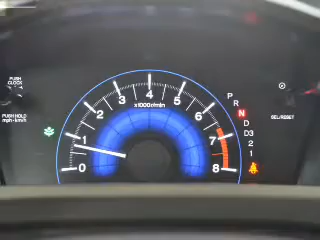 PUSH
CLOCK
PUSH HOLD
mph◦km/h
SEL/RESET
x1000r/min
0
1
2
3
4
5
6
7
8
P
R
N
D
D3
2
1